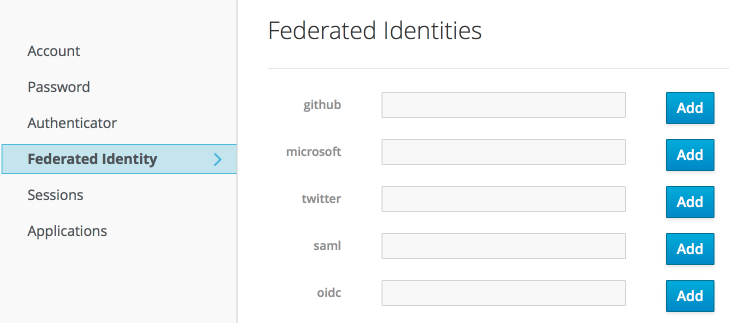 Account
Password
Authenticator
Federated Identity
Sessions
Applications
Federated Identities
github Add
microsoft Add
twitter Add
saml Add
oidc Add